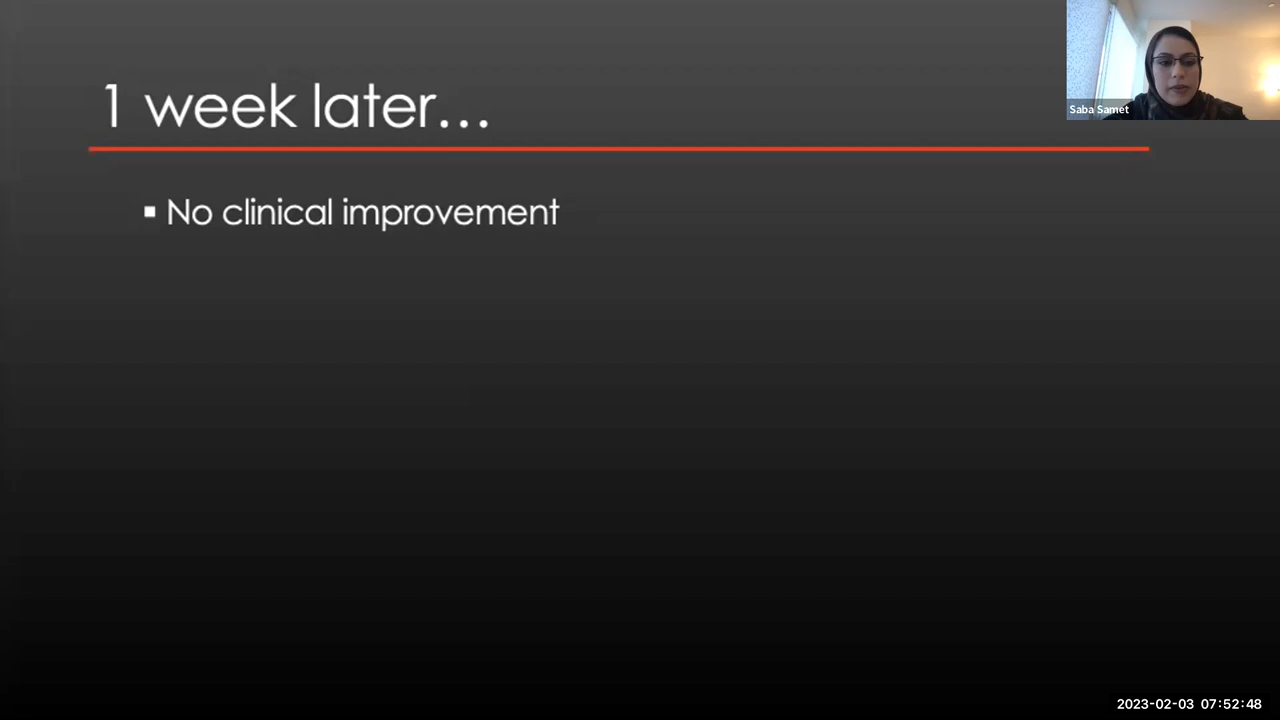 1 week later...
▪ No clinical improvement
Saba Samet
2023-02-03 07:52:48